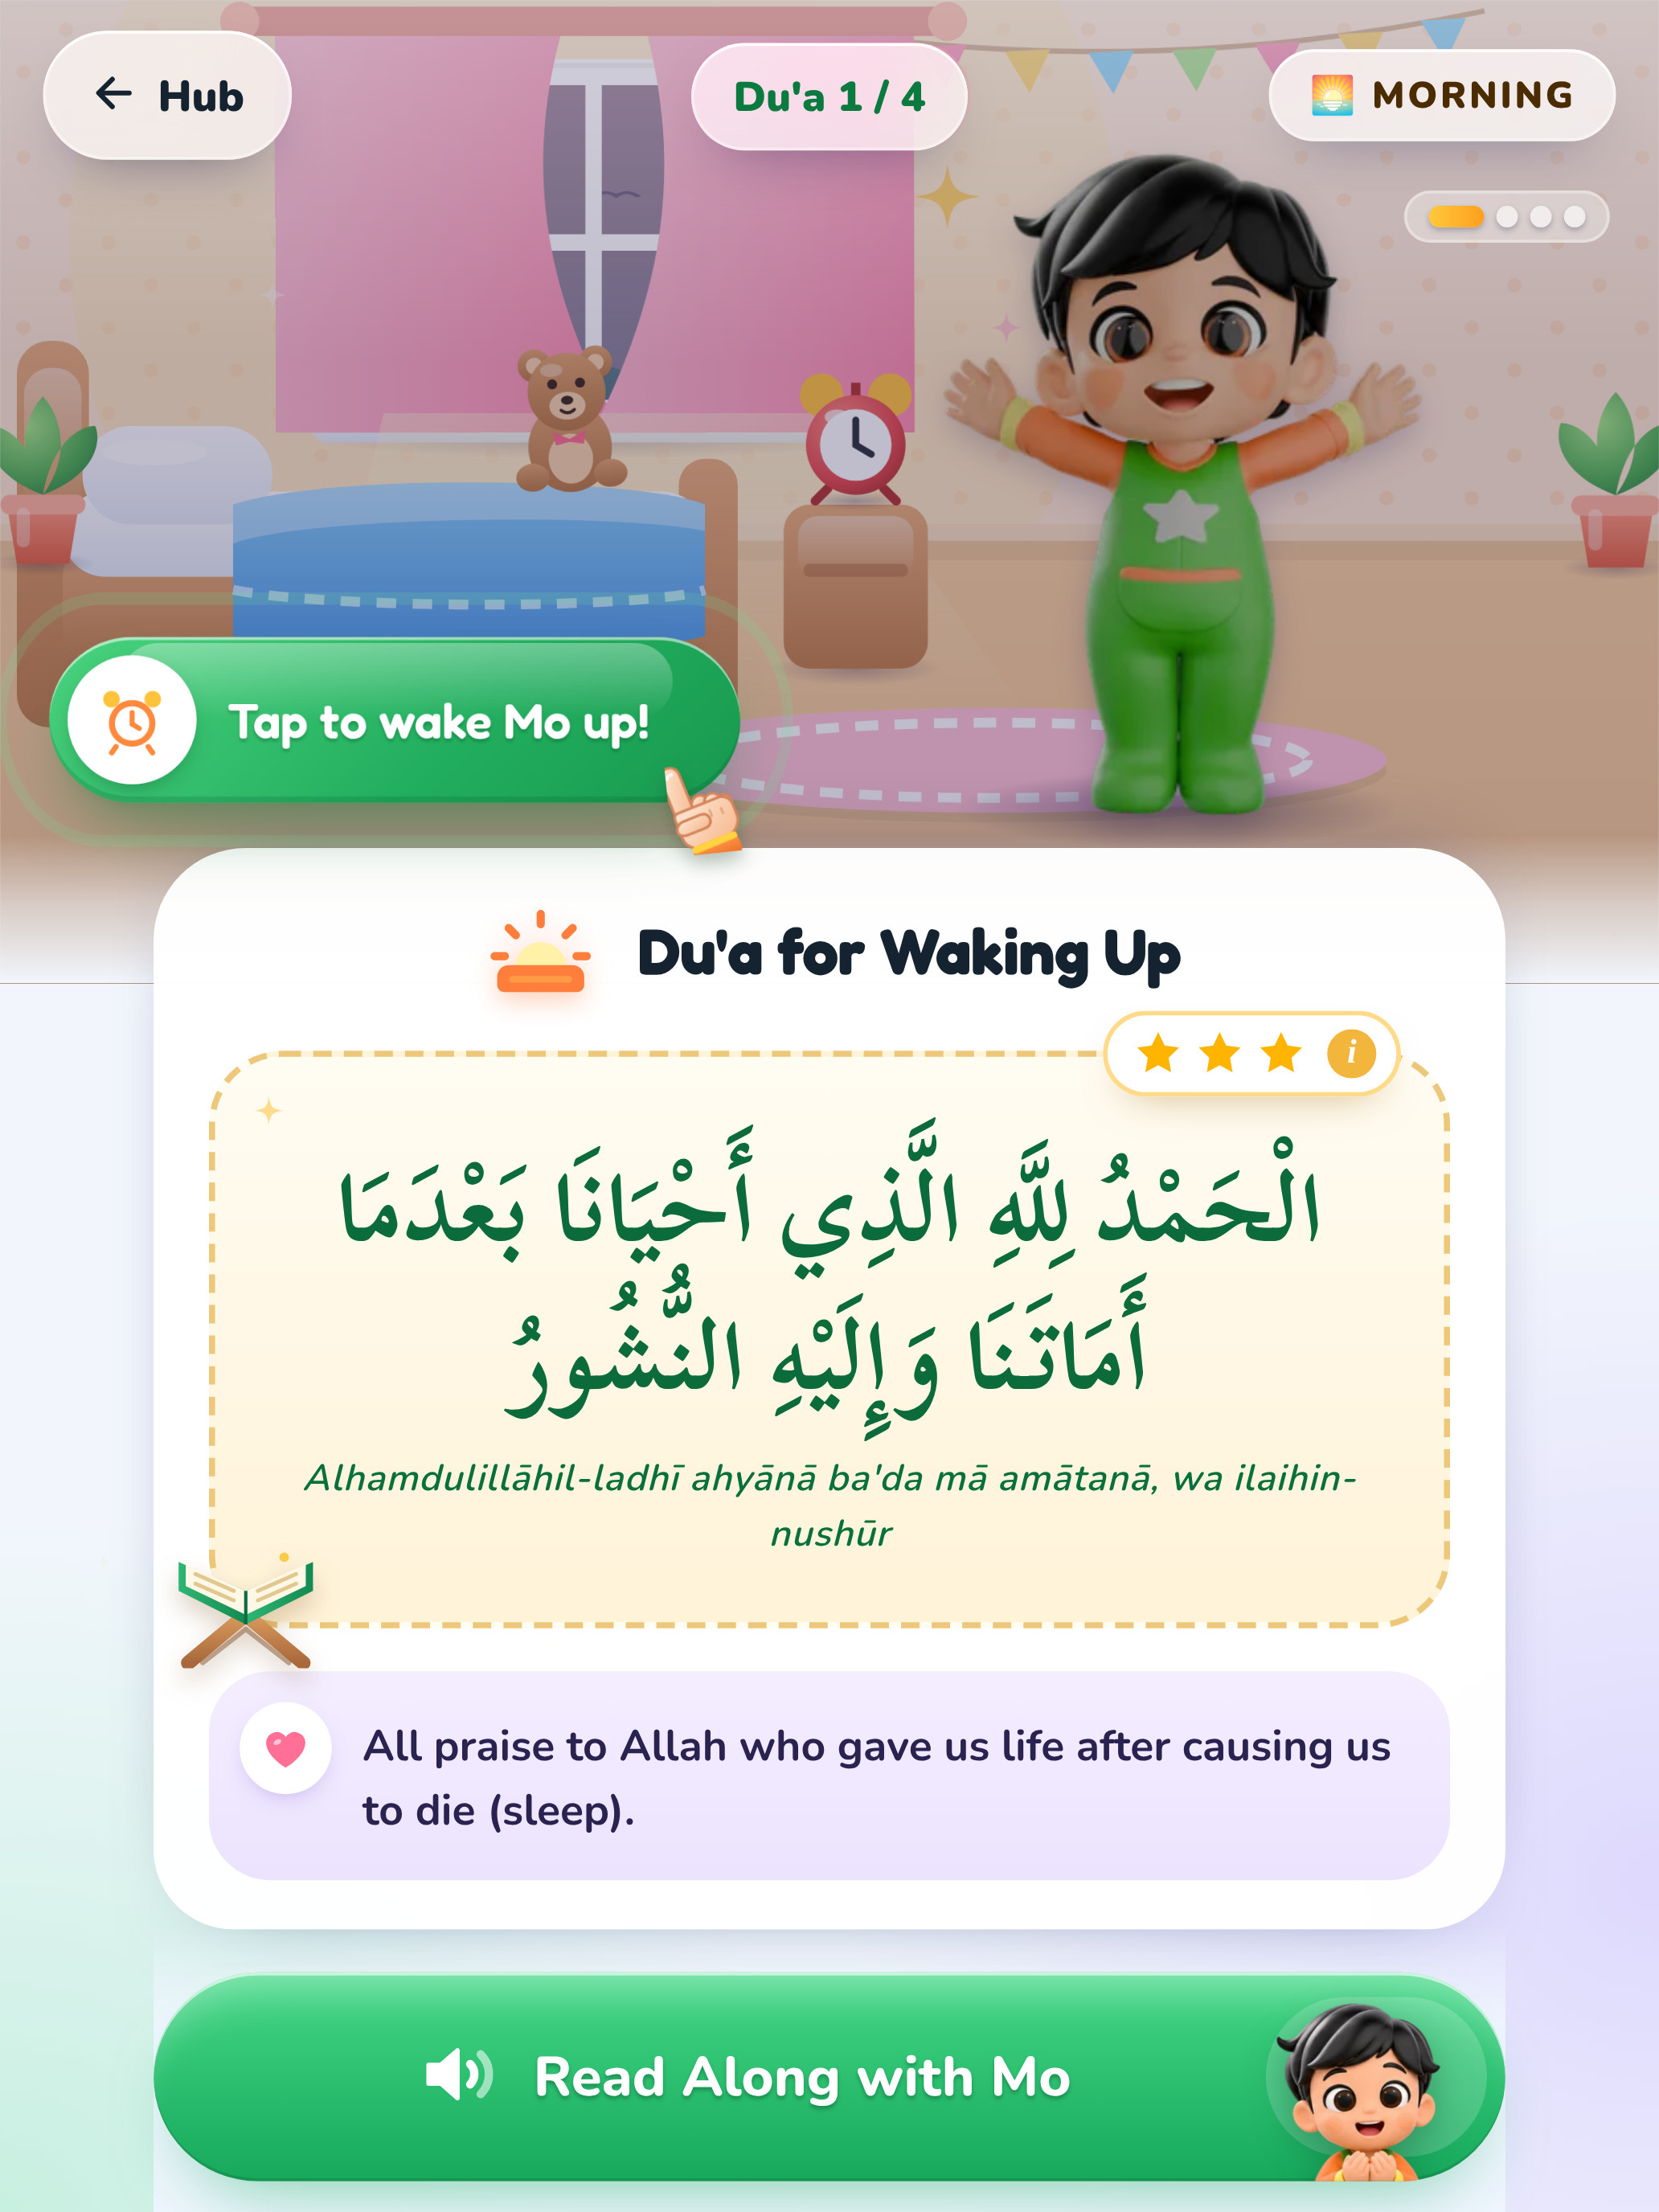 Hub
Du'a 1 / 4
MORNING
Tap to wake Mo up!
Du'a for Waking Up
i
الْحَمْدُ لِلَّهِ الَّذِي أَحْيَانَا بَعْدَمَا
أَمَاتَنَا وَإِلَيْهِ النُّشُورُ
Alhamdulillāhil-ladhī ahyānā ba'da mā amātanā, wa ilaihin-
nushūr
All praise to Allah who gave us life after causing us
to die (sleep).
Read Along with Mo